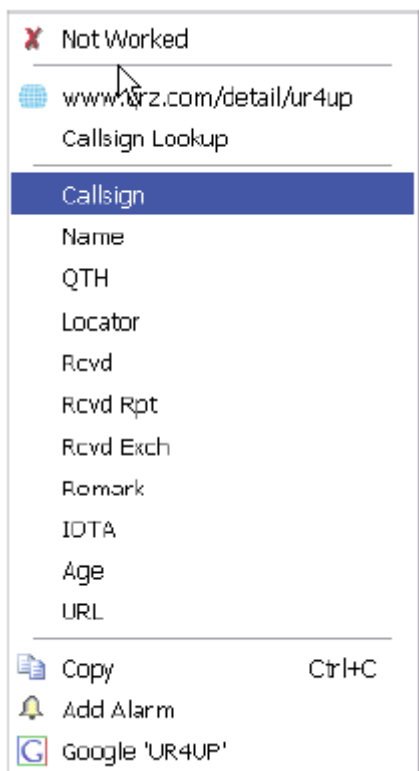 Not Worked
www.qrz.com/detail/ur4up
Callsign Lookup
Callsign
Name
QTH
Locator
Rcvd
Rcvd Rpt
Rcvd Exch
Remark
IOTA
Age
URL
Copy Ctrl+C
Add Alarm
G Google 'UR4UP'